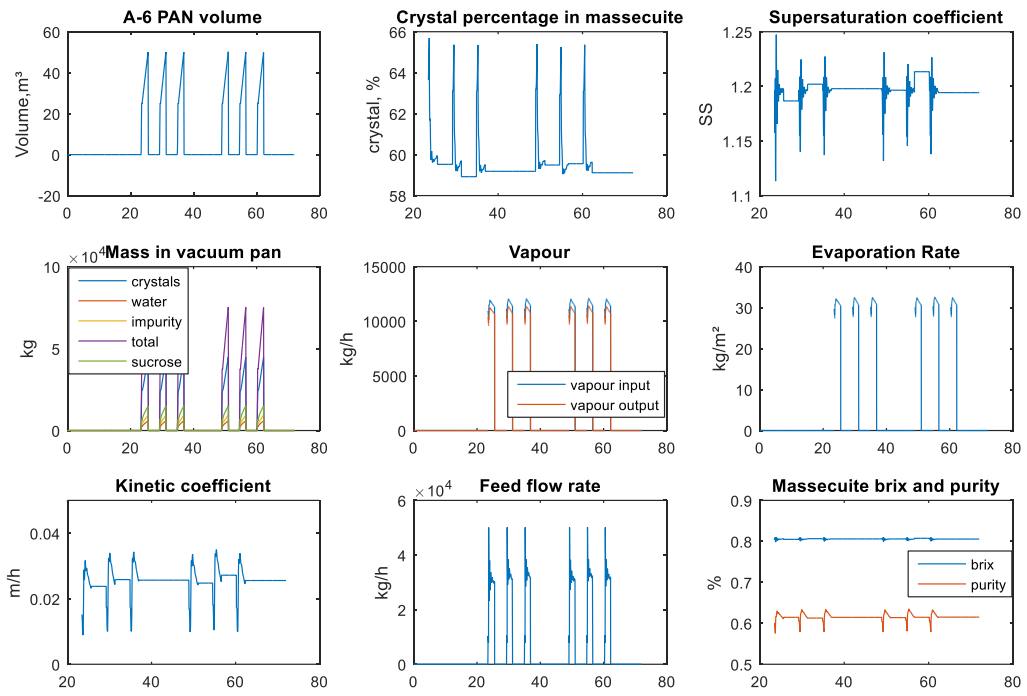 A-6 PAN volume
60
40
20
0
-20
Volume,m³
0 20 40 60 80
Crystal percentage in massecuite
66
64
62
60
58
crystal, %
0 20 40 60 80
Supersaturation coefficient
1.25
1.2
1.15
1.1
SS
20 40 60 80
×10⁴
Mass in vacuum pan
10
5
0
kg
crystals
water
impurity
total
sucrose
0 20 40 60 80
Vapour
15000
10000
5000
0
kg/h
vapour input
vapour output
0 20 40 60 80
Evaporation Rate
40
30
20
10
0
kg/m²
0 20 40 60 80
Kinetic coefficient
0.04
0.02
0
m/h
20 40 60 80
×10⁴
Feed flow rate
6
4
2
0
kg/h
0 20 40 60 80
Massecuite brix and purity
0.9
0.8
0.7
0.6
0.5
%
brix
purity
20 40 60 80